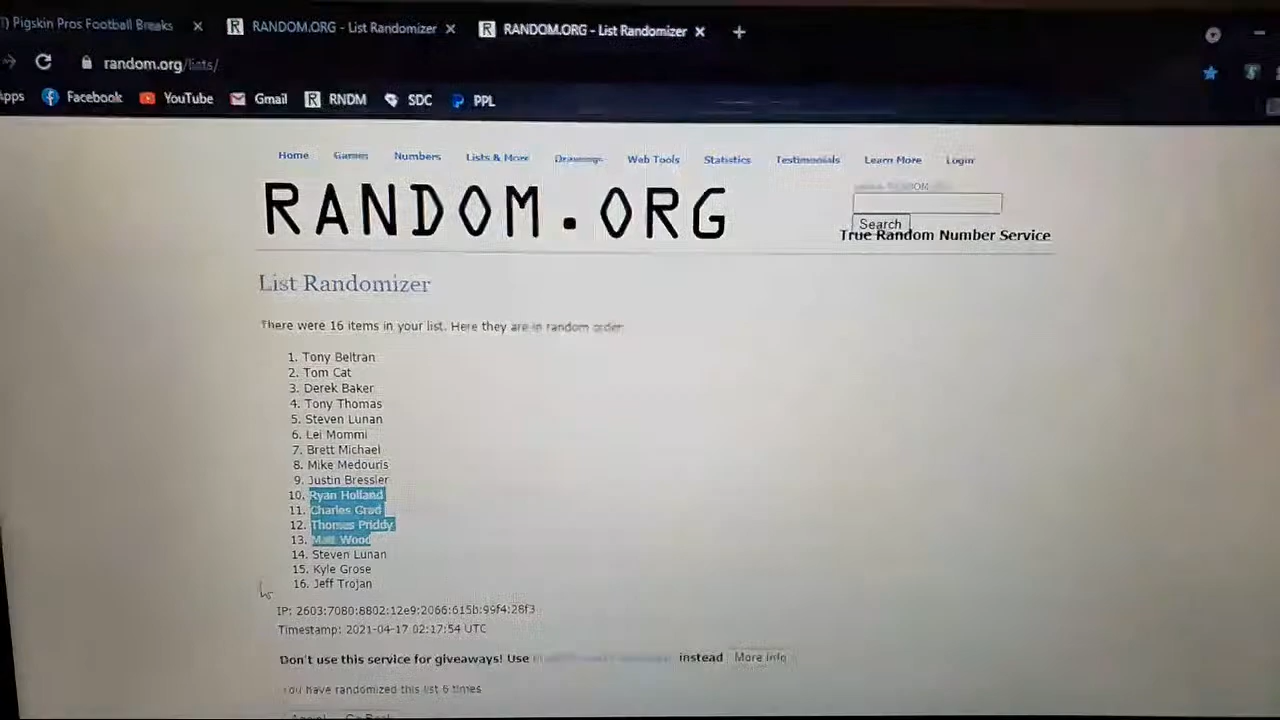 ) Pigskin Pros Football Breaks
RANDOM.ORG - List Randomizer
RANDOM.ORG - List Randomizer
random.org/lists/
Apps Facebook YouTube Gmail RNDM SDC PPL
Home Games Numbers Lists & More Drawings Web Tools Statistics Testimonials Learn More Login
RANDOM.ORG
Search
True Random Number Service
List Randomizer
There were 16 items in your list. Here they are in random order:
1. Tony Beltran
2. Tom Cat
3. Derek Baker
4. Tony Thomas
5. Steven Lunan
6. Lei Mommi
7. Brett Michael
8. Mike Medouris
9. Justin Bressler
10. Ryan Holland
11. Charles Grad
12. Thomas Priddy
13. Matt Wood
14. Steven Lunan
15. Kyle Grose
16. Jeff Trojan
IP: 2603:7080:8802:12e9:2066:615b:99f4:28f3
Timestamp: 2021-04-17 02:17:54 UTC
Don't use this service for giveaways! Use instead More Info
You have randomized this list 6 times
Again! Go Back